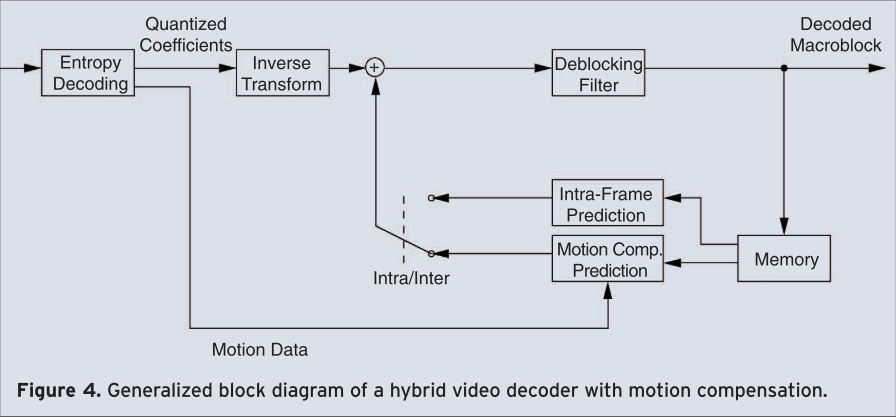 Quantized
Coefficients
Decoded
Macroblock
Entropy
Decoding
Inverse
Transform
+
Deblocking
Filter
Intra-Frame
Prediction
Motion Comp.
Prediction
Memory
Intra/Inter
Motion Data
Figure 4. Generalized block diagram of a hybrid video decoder with motion compensation.